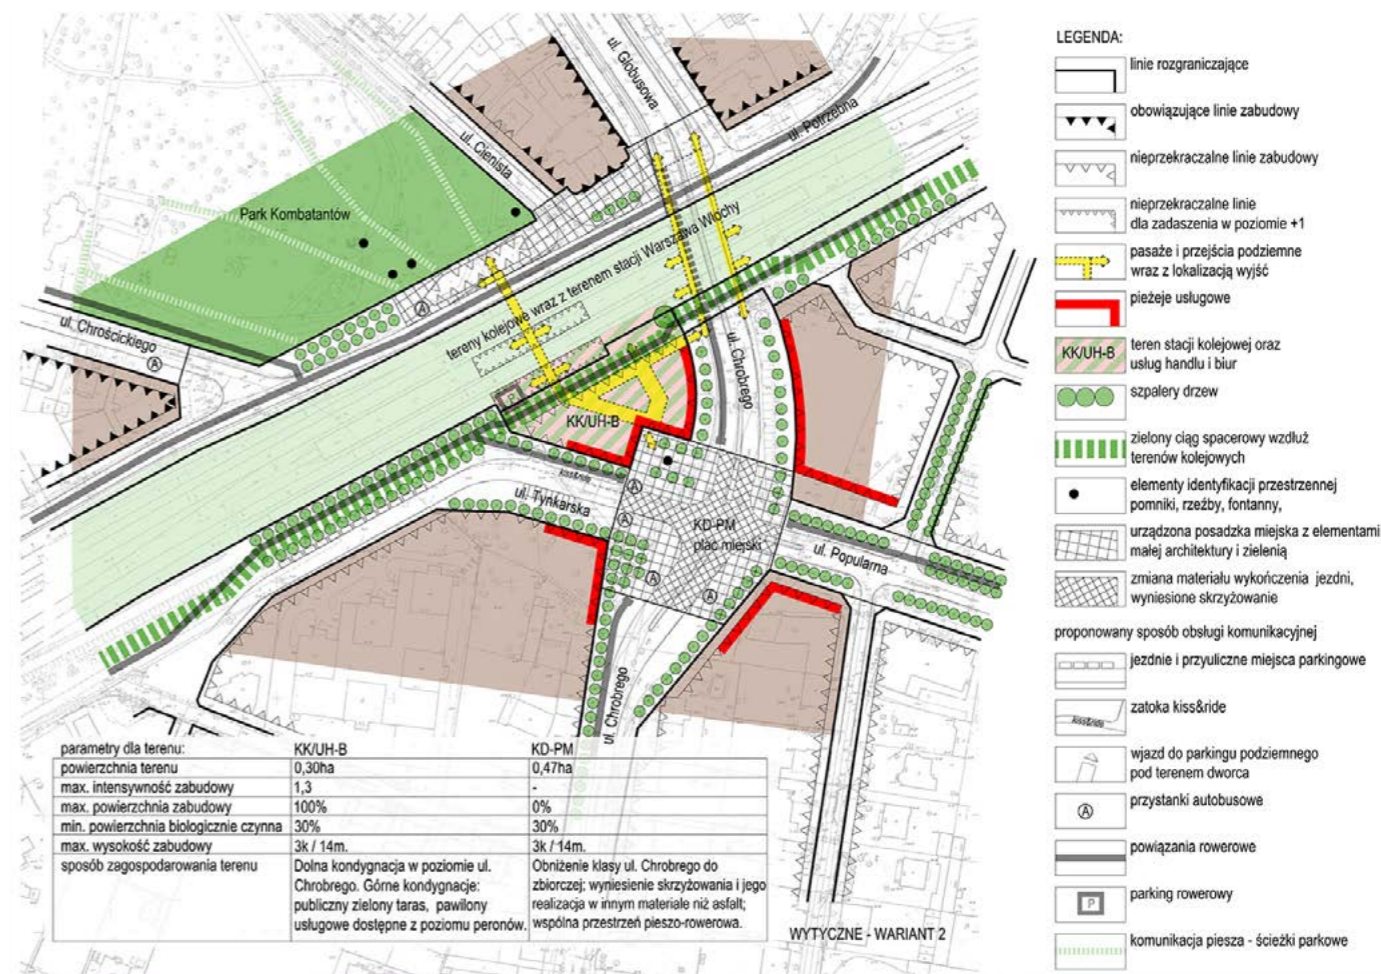 ul. Globusowa
ul. Potrzebna
ul. Cienista
Park Kombatantów
tereny kolejowe wraz z terenem stacji Warszawa Włochy
ul. Chrościckiego
A
A
P
ul. Chrobrego
KK/UH-B
kiss&ride
A
ul. Tynkarska
A
KD-PM
plac miejski
ul. Popularna
A
A
ul. Chrobrego
parametry dla terenu: KK/UH-B KD-PM
powierzchnia terenu 0,30ha 0,47ha
max. intensywność zabudowy 1,3 -
max. powierzchnia zabudowy 100% 0%
min. powierzchnia biologicznie czynna 30% 30%
max. wysokość zabudowy 3k / 14m. 3k / 14m.
sposób zagospodarowania terenu Dolna kondygnacja w poziomie ul. Obniżenie klasy ul. Chrobrego do
Chrobrego. Górne kondygnacje: zbiorczej; wyniesienie skrzyżowania i jego
publiczny zielony taras, pawilony realizacja w innym materiale niż asfalt;
usługowe dostępne z poziomu peronów. wspólna przestrzeń pieszo-rowerowa.
WYTYCZNE - WARIANT 2
LEGENDA:
linie rozgraniczające
obowiązujące linie zabudowy
nieprzekraczalne linie zabudowy
nieprzekraczalne linie
dla zadaszenia w poziomie +1
pasaże i przejścia podziemne
wraz z lokalizacją wyjść
pieżeje usługowe
KK/UH-B
teren stacji kolejowej oraz
usług handlu i biur
szpalery drzew
zielony ciąg spacerowy wzdłuż
terenów kolejowych
elementy identyfikacji przestrzennej
pomniki, rzeźby, fontanny,
urządzona posadzka miejska z elementami
małej architektury i zielenią
zmiana materiału wykończenia jezdni,
wyniesione skrzyżowanie
proponowany sposób obsługi komunikacyjnej
jezdnie i przyuliczne miejsca parkingowe
kiss&ride
zatoka kiss&ride
wjazd do parkingu podziemnego
pod terenem dworca
A
przystanki autobusowe
powiązania rowerowe
P
parking rowerowy
komunikacja piesza - ścieżki parkowe